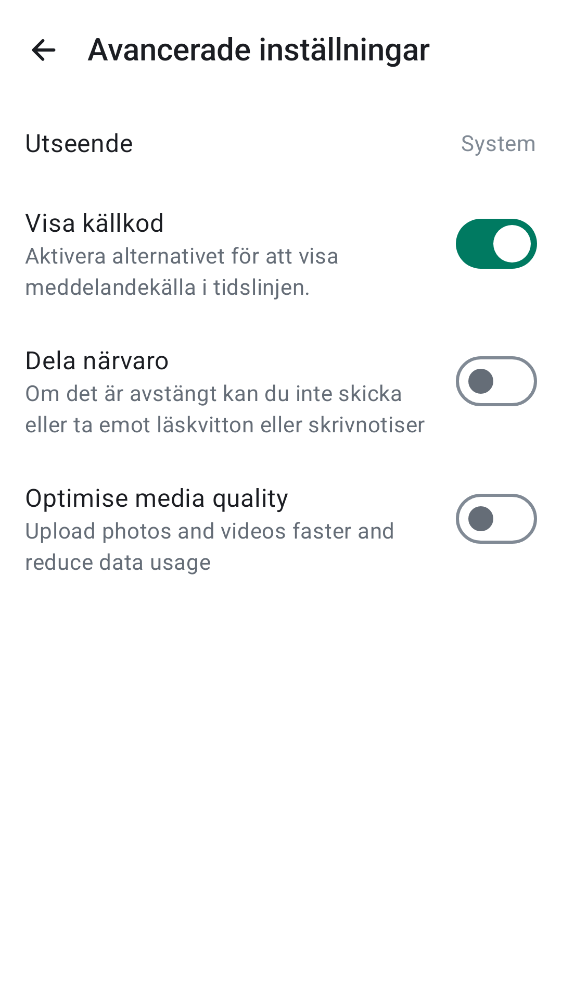 Avancerade inställningar
Utseende
System
Visa källkod
Aktivera alternativet för att visa
meddelandekälla i tidslinjen.
Dela närvaro
Om det är avstängt kan du inte skicka
eller ta emot läskvitton eller skrivnotiser
Optimise media quality
Upload photos and videos faster and
reduce data usage